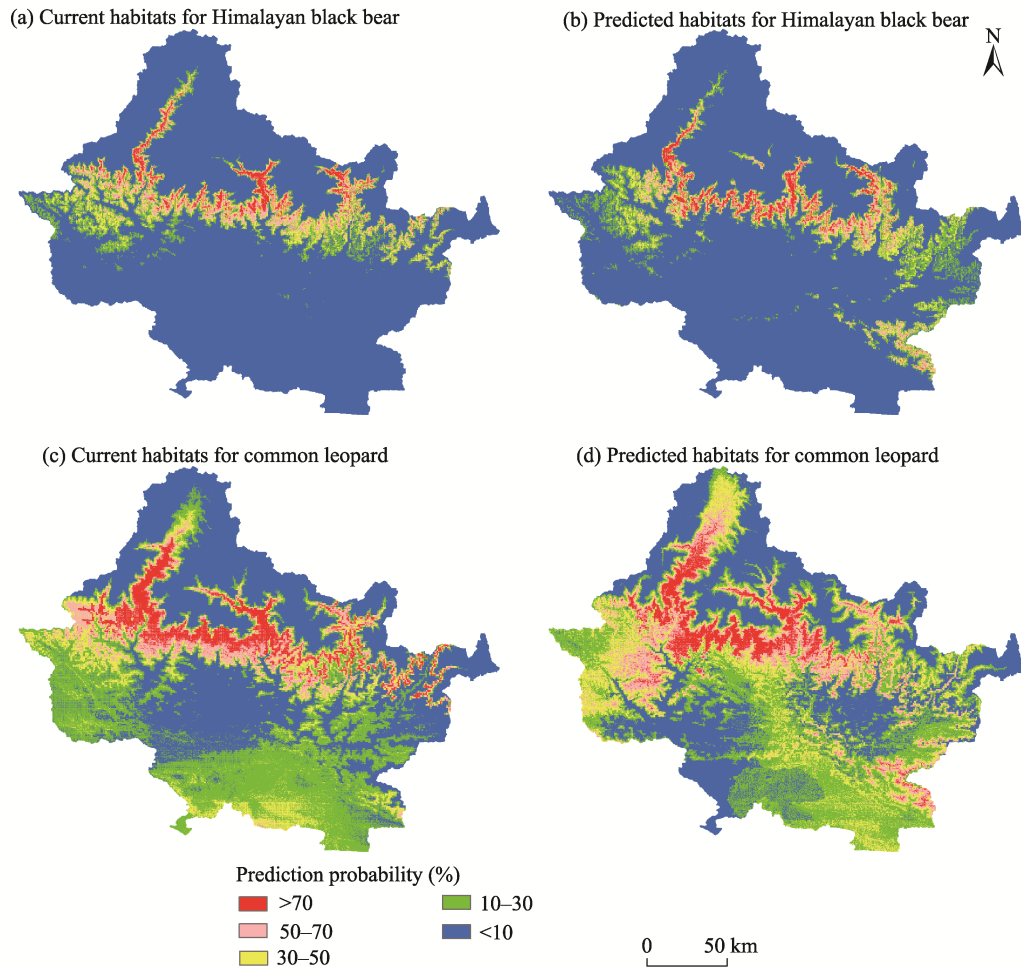 (a) Current habitats for Himalayan black bear
(b) Predicted habitats for Himalayan black bear
N
(c) Current habitats for common leopard
(d) Predicted habitats for common leopard
Prediction probability (%)
>70
10–30
50–70
<10
30–50
0 50 km